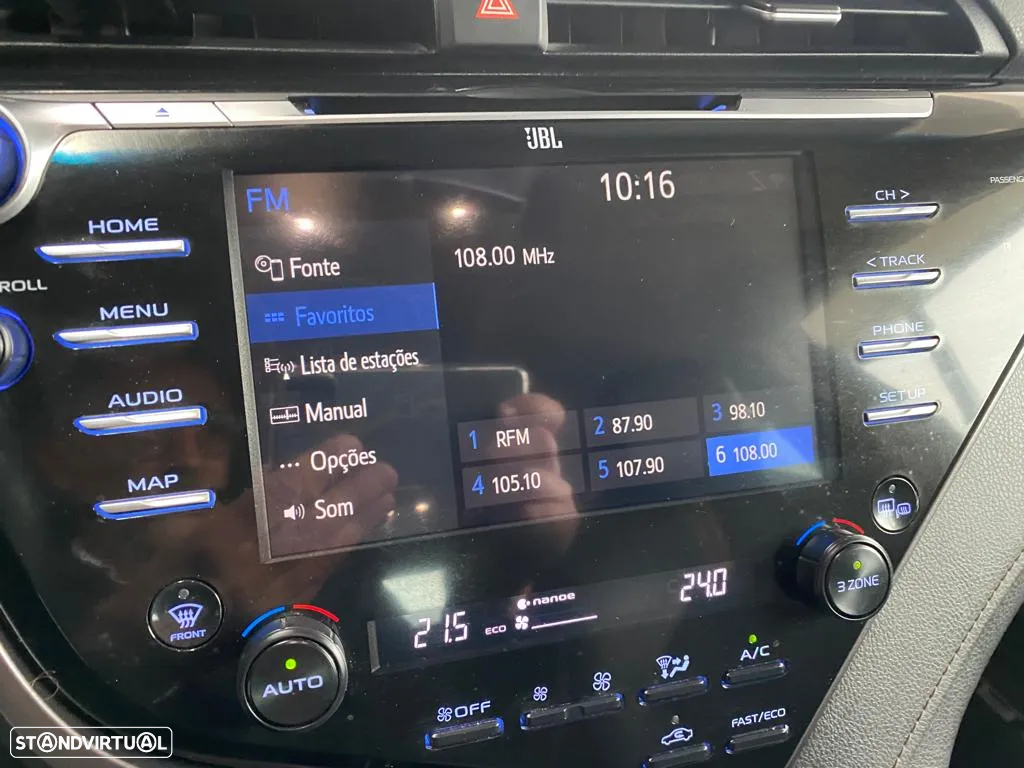 JBL
PASSENG
FM
10:16
CH >
HOME
Fonte
108.00 MHz
< TRACK
ROLL
MENU
Favoritos
PHONE
Lista de estações
AUDIO
Manual
SETUP
1 RFM
2 87.90
3 98.10
MAP
Opções
4 105.10
5 107.90
6 108.00
Som
FRONT
3 ZONE
21.5
ECO
nanoe
24.0
AUTO
OFF
A/C
FAST/ECO
STANDVIRTUAL